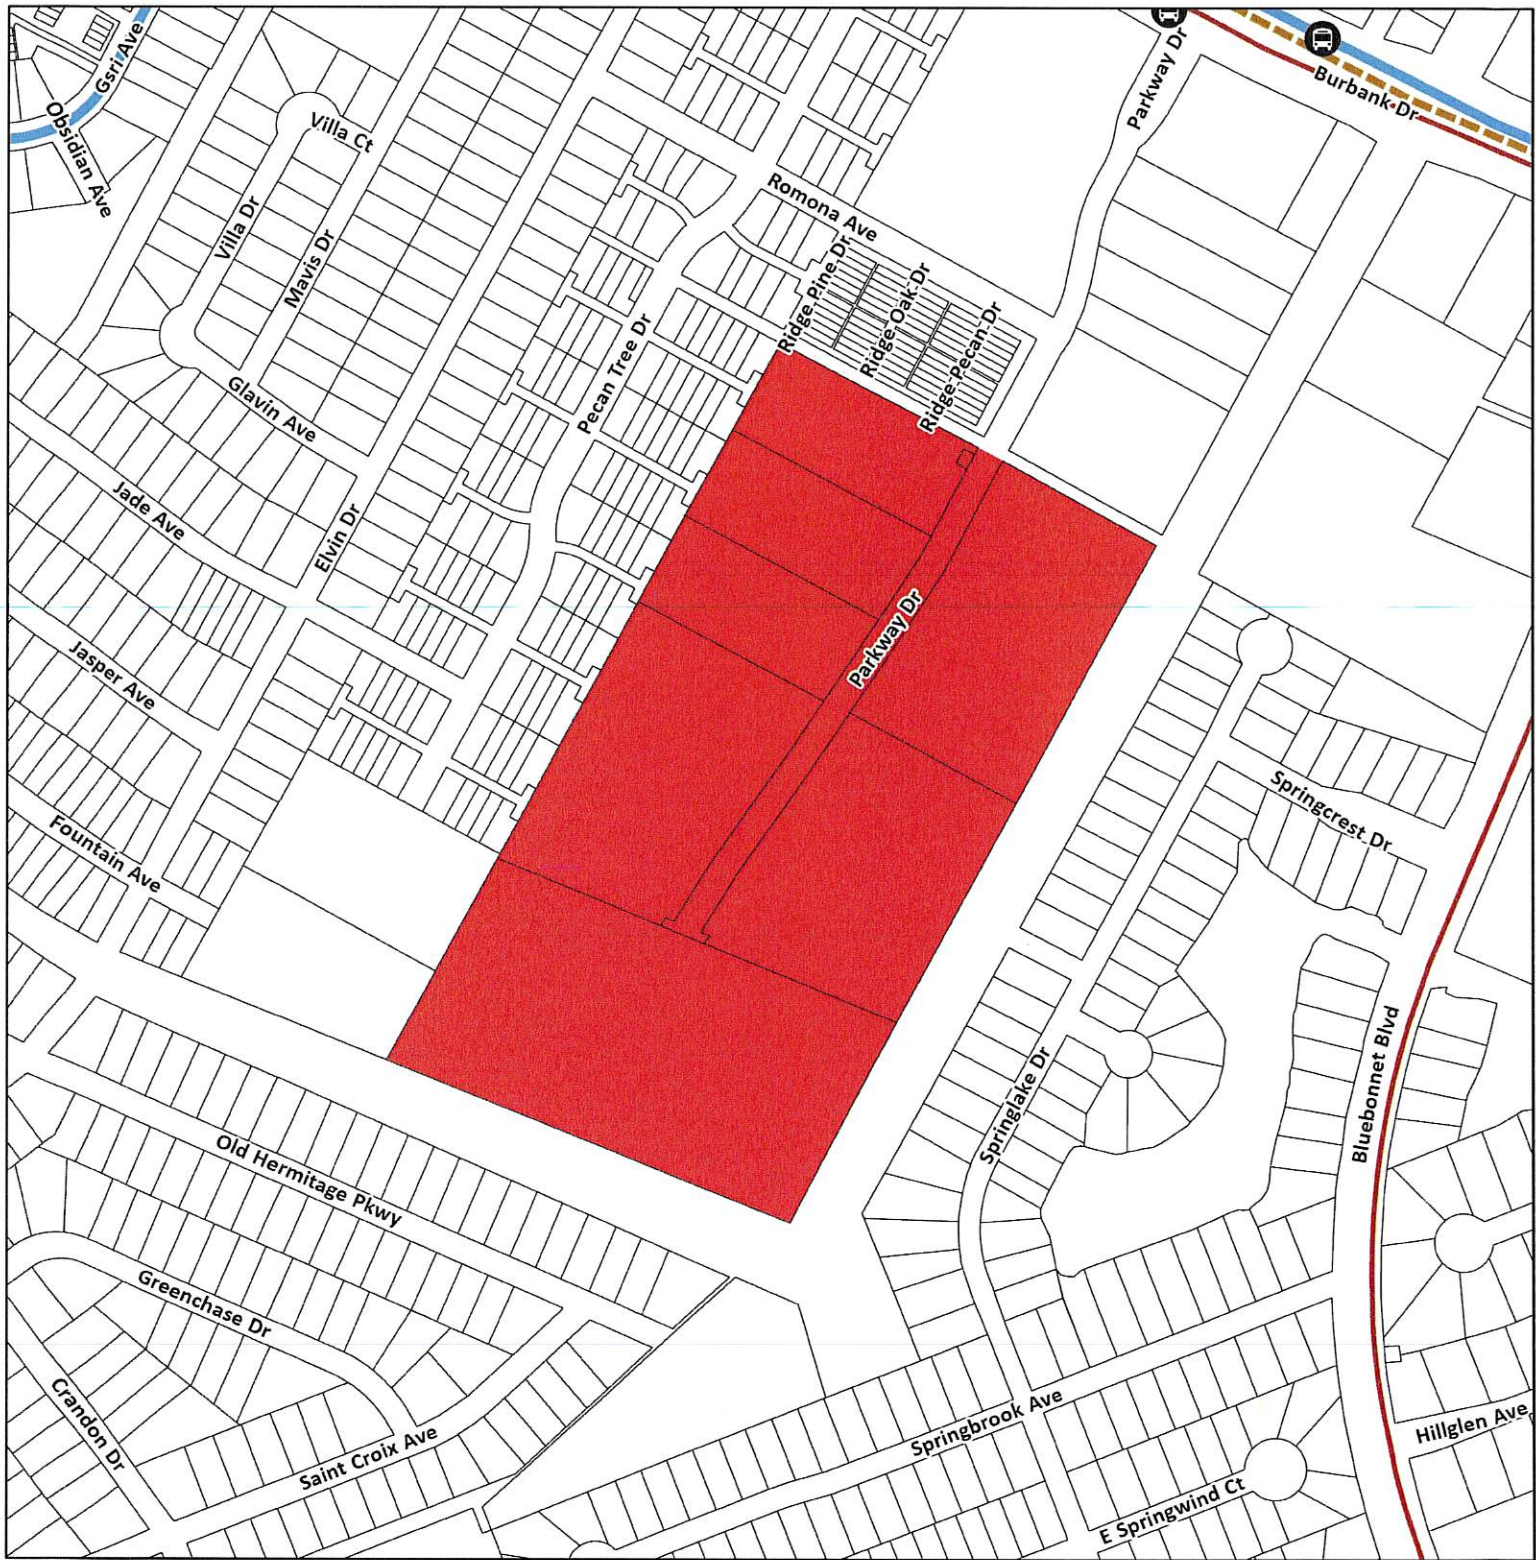 Gsri Ave
Parkway Dr
Burbank Dr
Obsidian Ave
Villa Ct
Romona Ave
Villa Dr
Mavis Dr
Ridge Pine Dr
Ridge Oak Dr
Ridge Pecan Dr
Pecan Tree Dr
Glavin Ave
Jade Ave
Elvin Dr
Parkway Dr
Jasper Ave
Springcrest Dr
Fountain Ave
Bluebonnet Blvd
Springlake Dr
Old Hermitage Pkwy
Greenchase Dr
Crandon Dr
Saint Croix Ave
Springbrook Ave
Hillglen Ave
E Springwind Ct